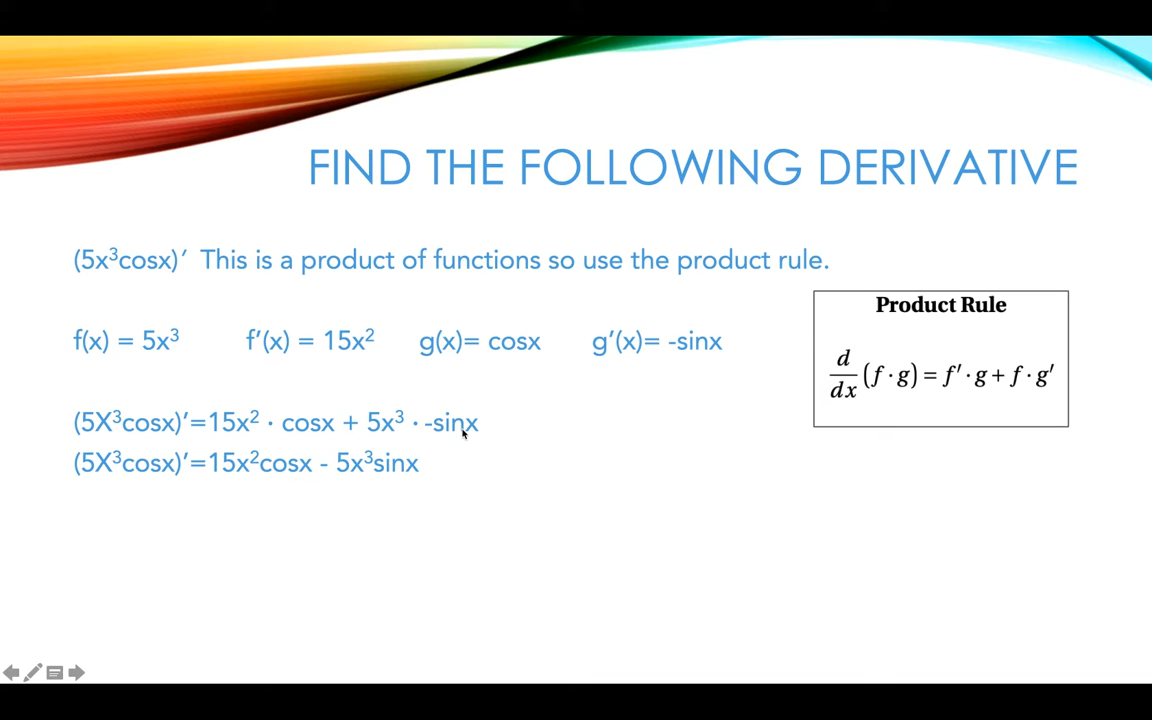 FIND THE FOLLOWING DERIVATIVE
(5x³cosx)′ This is a product of functions so use the product rule.
f(x) = 5x³ f′(x) = 15x² g(x)= cosx g′(x)= -sinx
Product Rule
d/dx (f · g) = f′ · g + f · g′
(5X³cosx)′=15x² · cosx + 5x³ · -sinx
(5X³cosx)′=15x²cosx - 5x³sinx